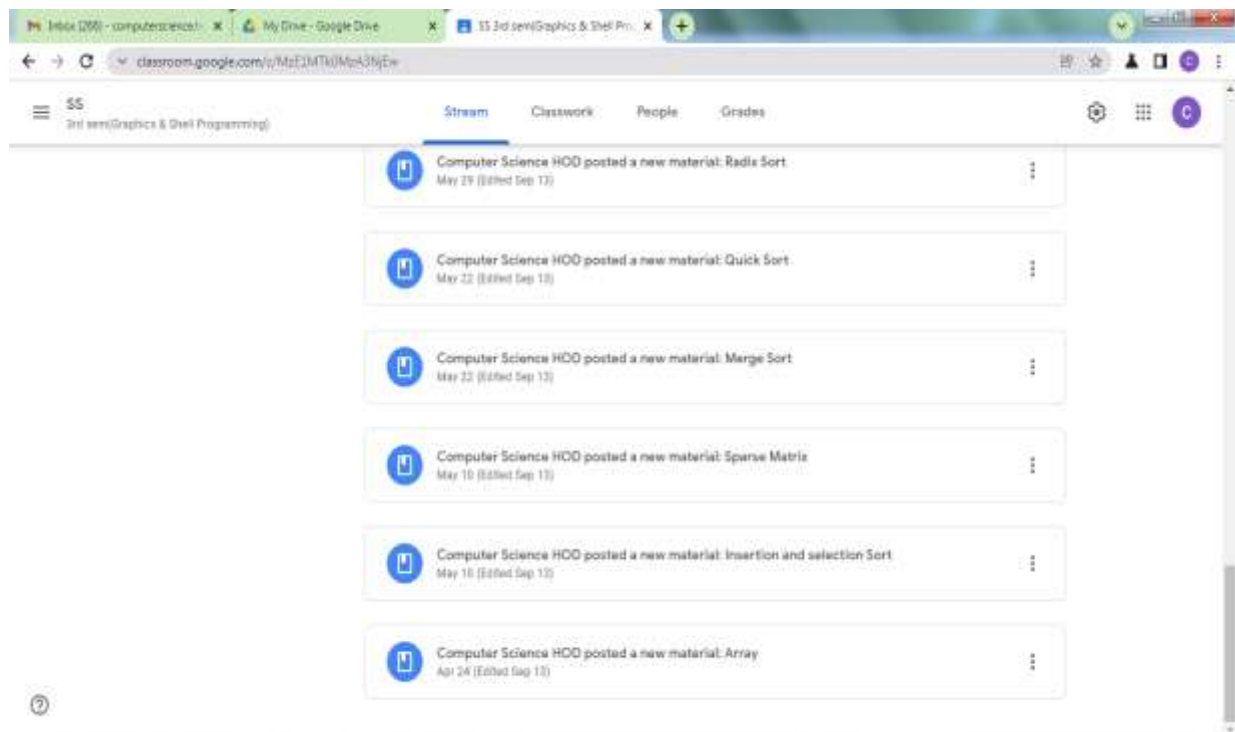 Inbox (266) - computerscience.h
My Drive - Google Drive
SS 3rd sem(Graphics & Shell Pro
classroom.google.com/c/
SS
3rd sem(Graphics & Shell Programming)
Stream
Classwork
People
Grades
C
Computer Science HOD posted a new material: Radix Sort
May 29 (Edited Sep 13)
Computer Science HOD posted a new material: Quick Sort
May 22 (Edited Sep 13)
Computer Science HOD posted a new material: Merge Sort
May 22 (Edited Sep 13)
Computer Science HOD posted a new material: Sparse Matrix
May 10 (Edited Sep 13)
Computer Science HOD posted a new material: Insertion and selection Sort
May 10 (Edited Sep 13)
Computer Science HOD posted a new material: Array
Apr 24 (Edited Sep 13)